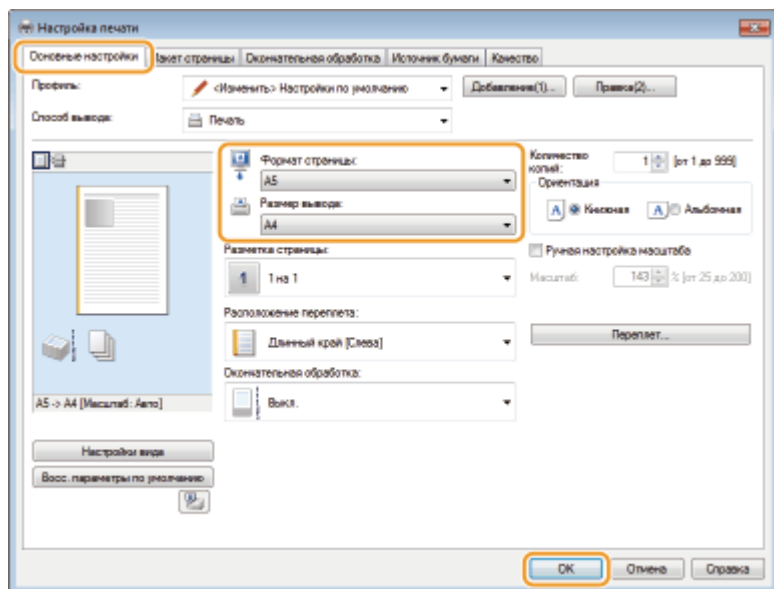 Настройка печати
Основные настройки Макет страницы Окончательная обработка Источник бумаги Качество
Профиль: <Изменить> Настройки по умолчанию Добавление(1)... Правка(2)...
Способ вывода: Печать
Формат страницы:
A5
Размер вывода:
A4
Количество копий: 1 [от 1 до 999]
Ориентация
A Книжная A Альбомная
Разметка страницы:
1 1 на 1
Ручная настройка масштаба
Масштаб: 143 % [от 25 до 200]
Расположение переплета:
Длинный край [Слева]
Переплет...
Окончательная обработка:
Выкл.
A5 -> A4 [Масштаб: Авто]
Настройки вида
Восс. параметры по умолчанию
OK Отмена Справка